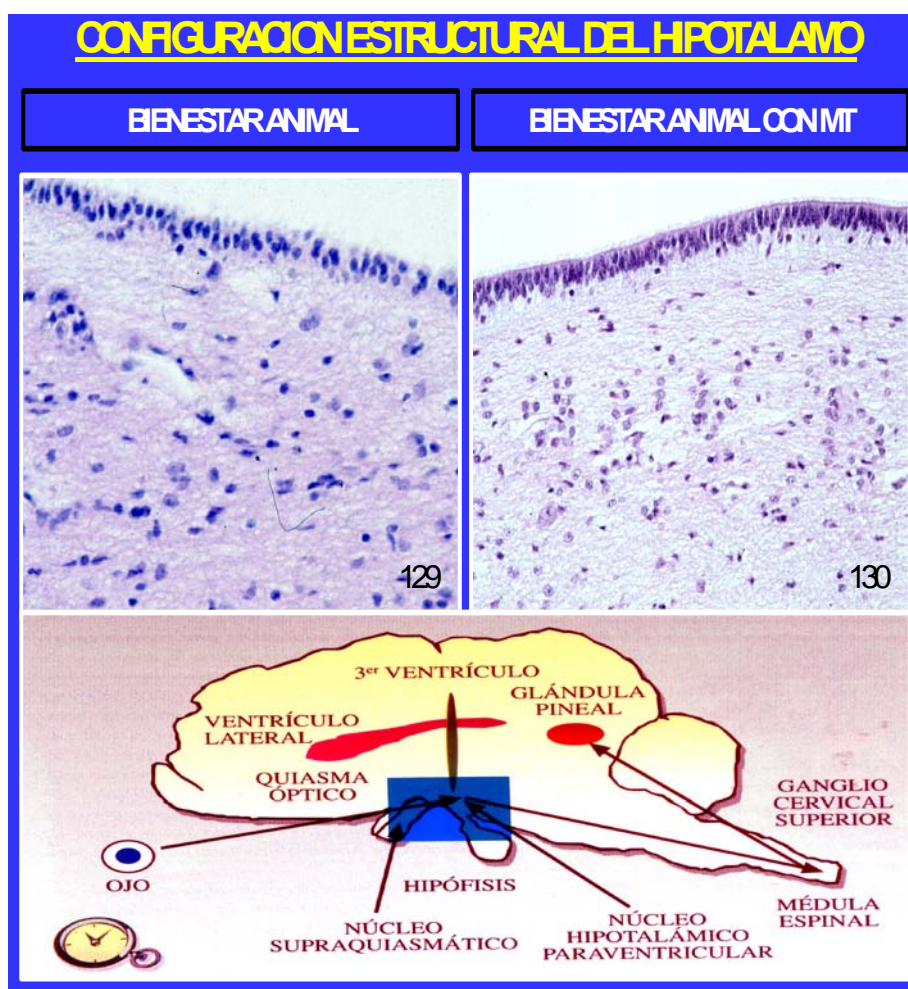 CONFIGURACION ESTRUCTURAL DEL HIPOTALAMO
BIENESTAR ANIMAL
BIENESTAR ANIMAL CON MT
129
130
3er VENTRÍCULO
GLÁNDULA
PINEAL
VENTRÍCULO
LATERAL
QUIASMA
ÓPTICO
GANGLIO
CERVICAL
SUPERIOR
OJO
HIPÓFISIS
MÉDULA
ESPINAL
NÚCLEO
SUPRAQUIASMÁTICO
NÚCLEO
HIPOTALÁMICO
PARAVENTRICULAR